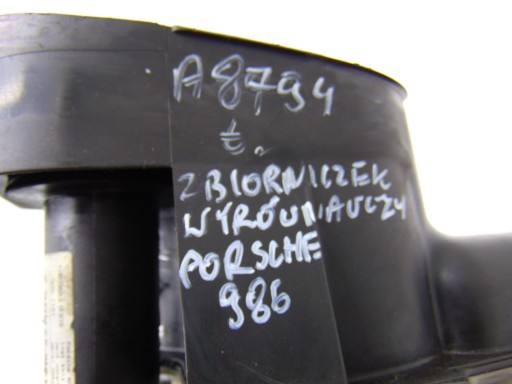 A8794
ZBIORNICZEK
WYRÓWNAWCZY
PORSCHE
986